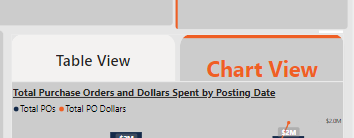 Table View
Chart View
Total Purchase Orders and Dollars Spent by Posting Date
Total POs Total PO Dollars
$2.0M
$2M
$2M